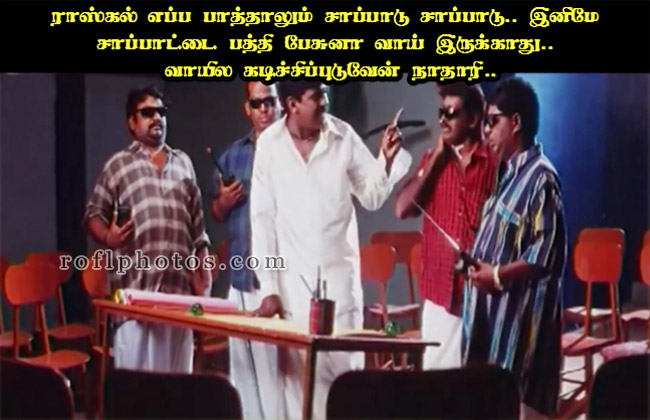 ராஸ்கல் எப்ப பாத்தாலும் சாப்பாடு சாப்பாடு.. இனிமே
சாப்பாட்டை பத்தி பேசுனா வாய் இருக்காது..
வாயில கடிச்சிப்புடுவேன் நாதாரி..
roflphotos.com